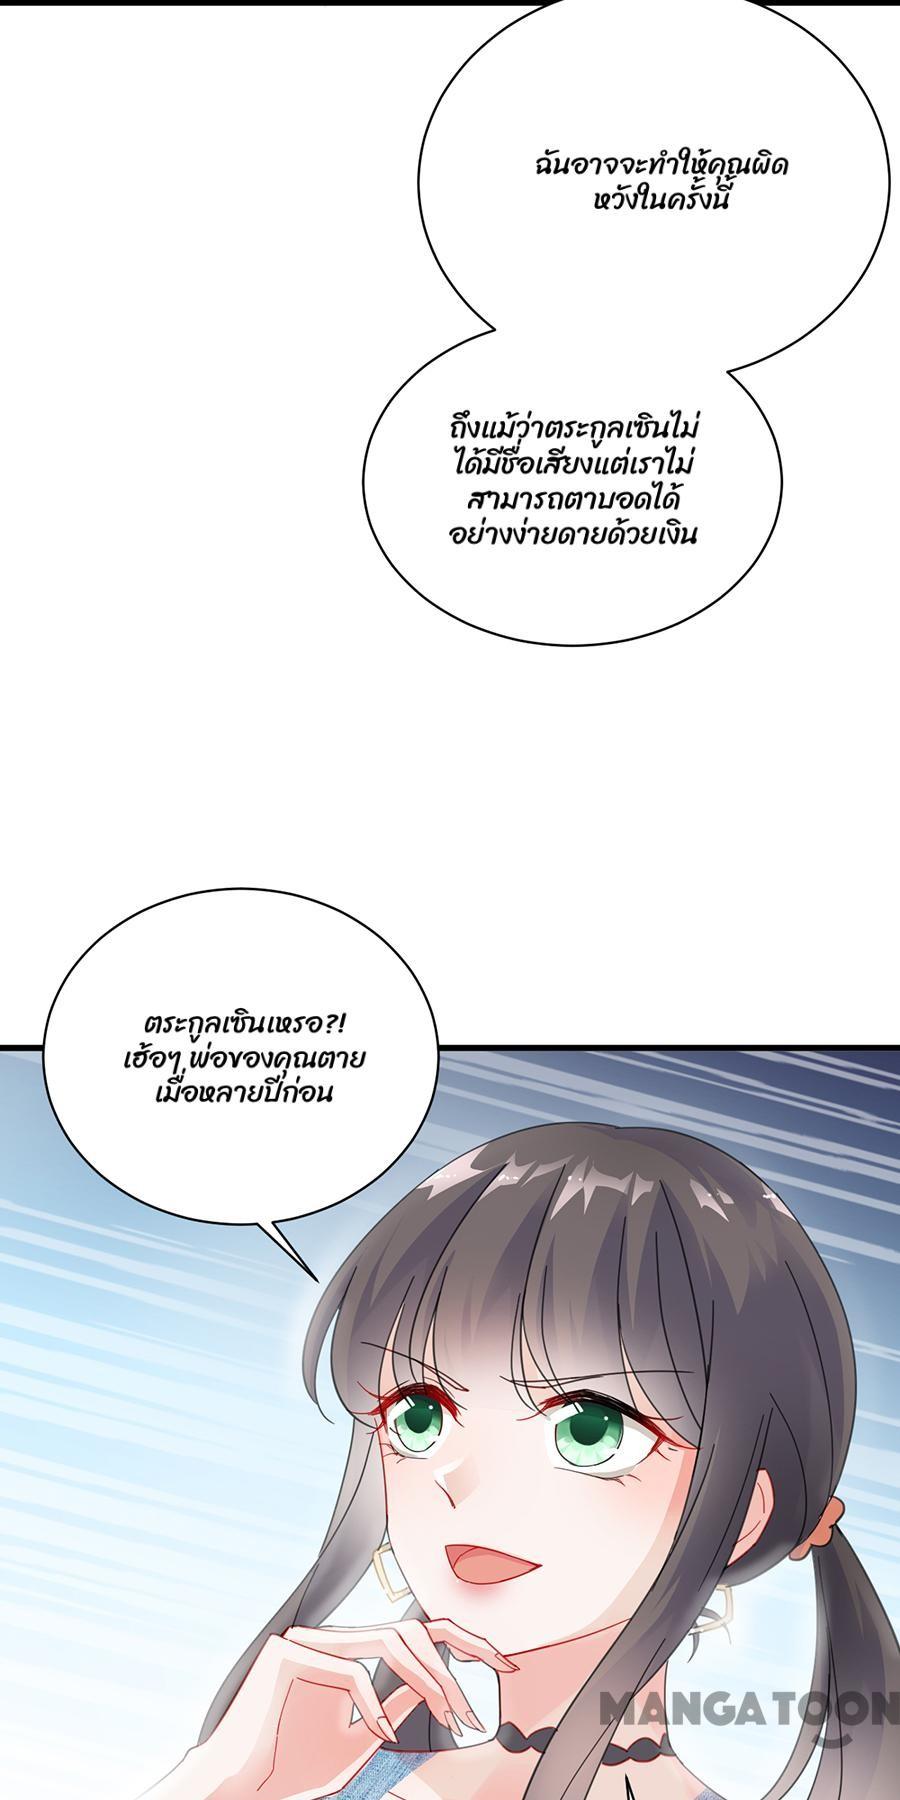 ฉันอาจจะทำให้คุณผิด
หวังในครั้งนี้
ถึงแม้ว่าตระกูลเซินไม่
ได้มีชื่อเสียงแต่เราไม่
สามารถตาบอดได้
อย่างง่ายดายด้วยเงิน
ตระกูลเซินเหรอ?!
เฮ้อๆ พ่อของคุณตาย
เมื่อหลายปีก่อน
MANGATOON